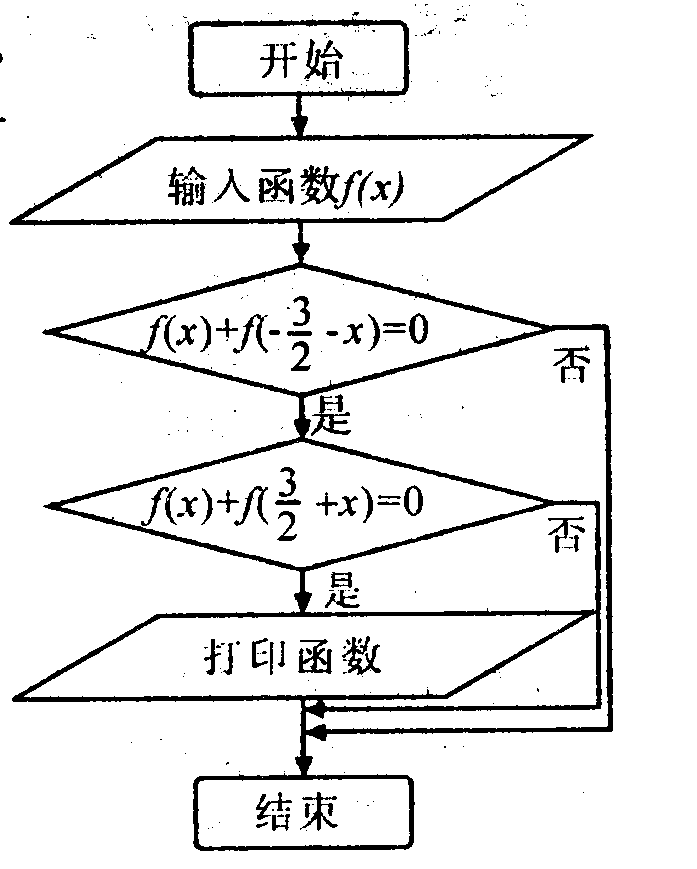 开始
输入函数f(x)
f(x)+f(-3/2-x)=0
否
是
f(x)+f(3/2+x)=0
否
是
打印函数
结束